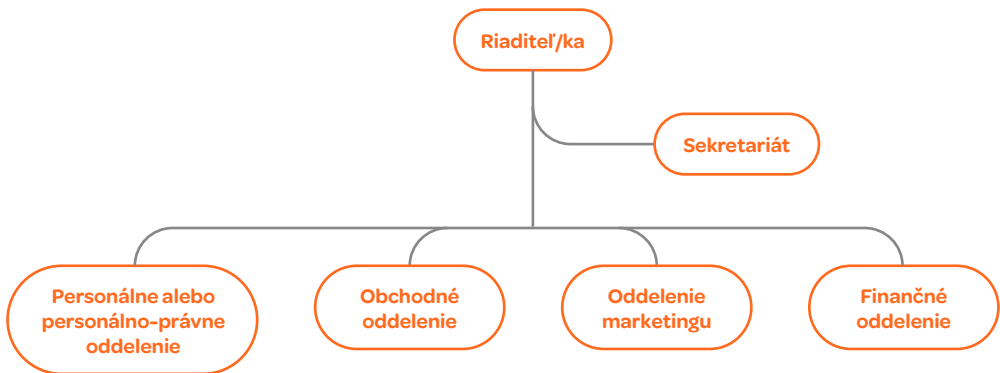 Riaditeľ/ka
Sekretariát
Personálne alebo
personálno-právne
oddelenie
Obchodné
oddelenie
Oddelenie
marketingu
Finančné
oddelenie